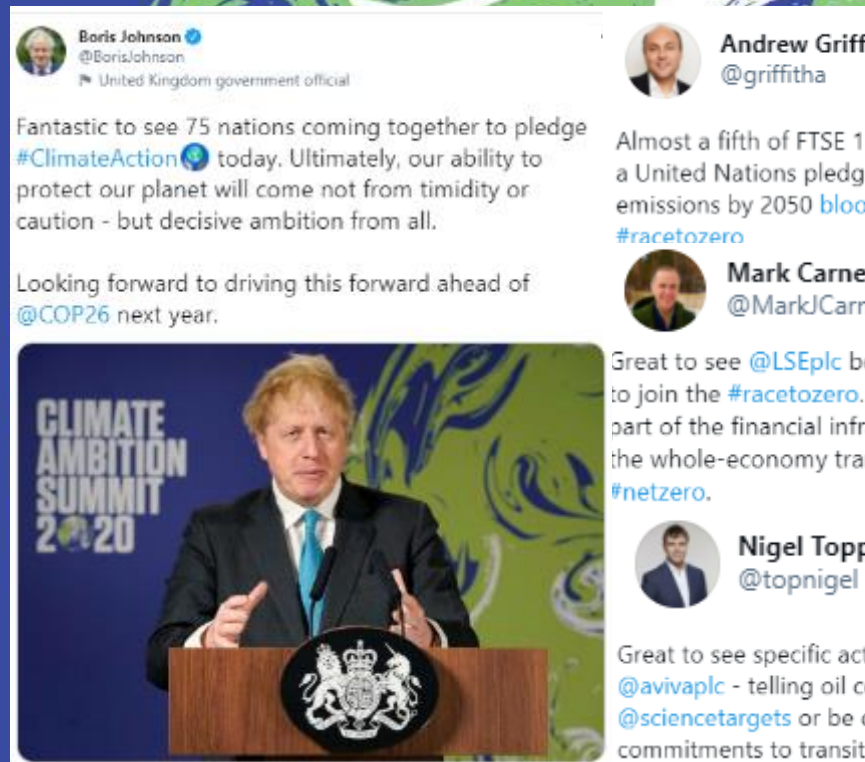 Boris Johnson
@BorisJohnson
United Kingdom government official
Fantastic to see 75 nations coming together to pledge
#ClimateAction today. Ultimately, our ability to
protect our planet will come not from timidity or
caution - but decisive ambition from all.
Looking forward to driving this forward ahead of
@COP26 next year.
CLIMATE
AMBITION
SUMMIT
2020
Andrew Griff
@griffitha
Almost a fifth of FTSE 1
a United Nations pledg
emissions by 2050 bloo
#racetozero
Mark Carne
@MarkJCarn
Great to see @LSEplc b
to join the #racetozero.
part of the financial infr
the whole-economy tra
#netzero.
Nigel Topp
@topnigel
Great to see specific act
@avivaplc - telling oil c
@sciencetargets or be
commitments to transit